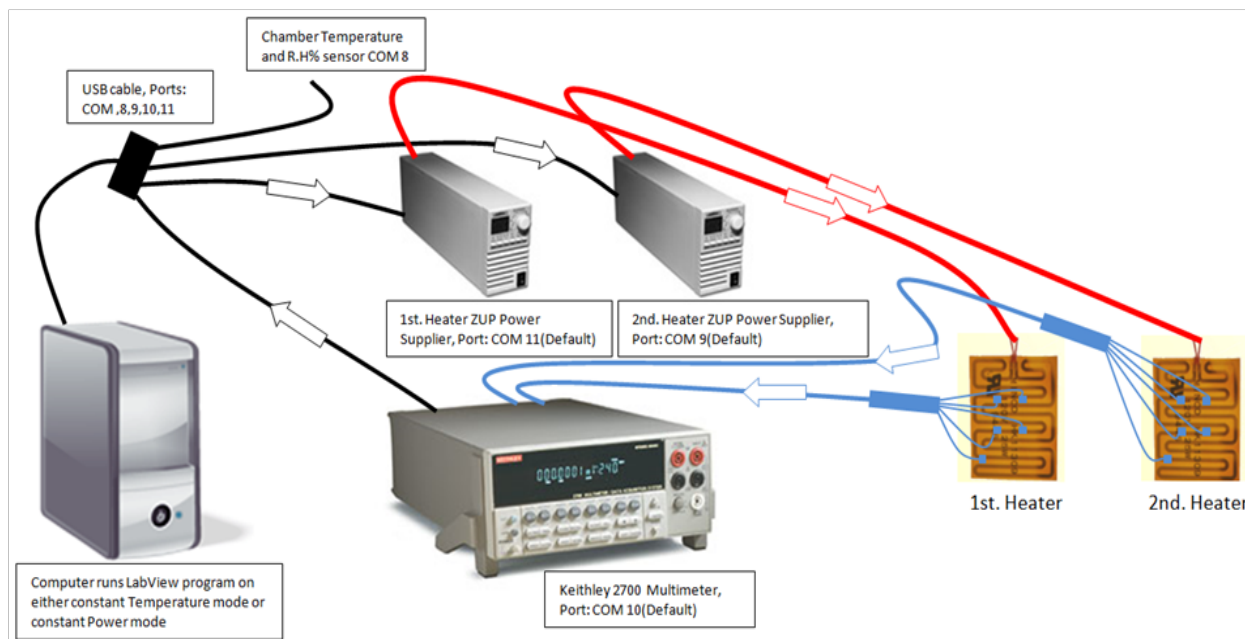 Chamber Temperature
and R.H% sensor COM 8
USB cable, Ports:
COM ,8,9,10,11
1st. Heater ZUP Power
Supplier, Port: COM 11(Default)
2nd. Heater ZUP Power Supplier,
Port: COM 9(Default)
KEITHLEY
1st. Heater
2nd. Heater
Computer runs LabView program on
either constant Temperature mode or
constant Power mode
Keithley 2700 Multimeter,
Port: COM 10(Default)